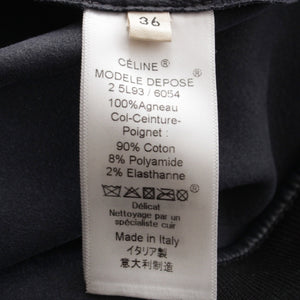 36
CÉLINE®
MODELE DEPOSE®
2 5L93 / 6054
100%Agneau
Col-Ceinture-
Poignet :
90% Coton
8% Polyamide
2% Elasthanne
Délicat
Nettoyage par un
spécialiste cuir
Made in Italy
イタリア製
意大利制造